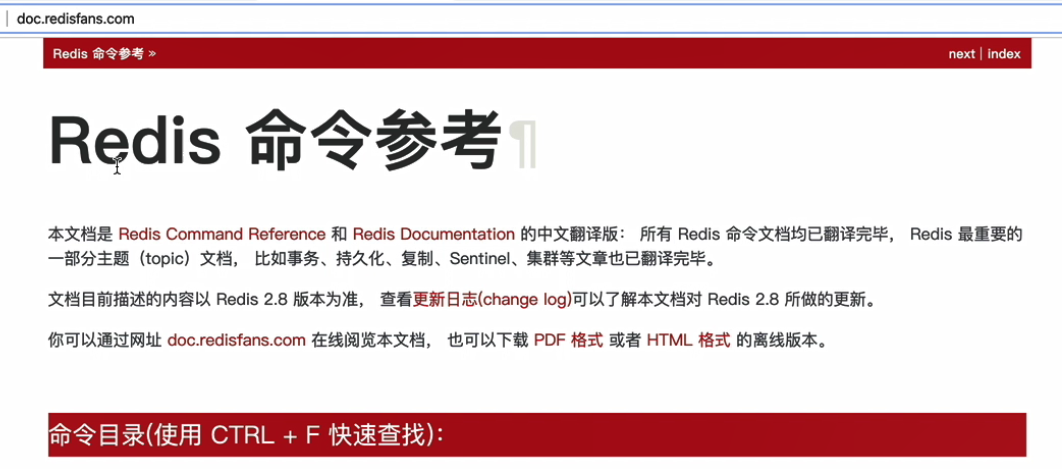 doc.redisfans.com
Redis 命令参考 » next | index
Redis 命令参考¶
本文档是 Redis Command Reference 和 Redis Documentation 的中文翻译版： 所有 Redis 命令文档均已翻译完毕， Redis 最重要的
一部分主题（topic）文档， 比如事务、持久化、复制、Sentinel、集群等文章也已翻译完毕。
文档目前描述的内容以 Redis 2.8 版本为准， 查看更新日志(change log)可以了解本文档对 Redis 2.8 所做的更新。
你可以通过网址 doc.redisfans.com 在线阅览本文档， 也可以下载 PDF 格式 或者 HTML 格式 的离线版本。
命令目录(使用 CTRL + F 快速查找)：